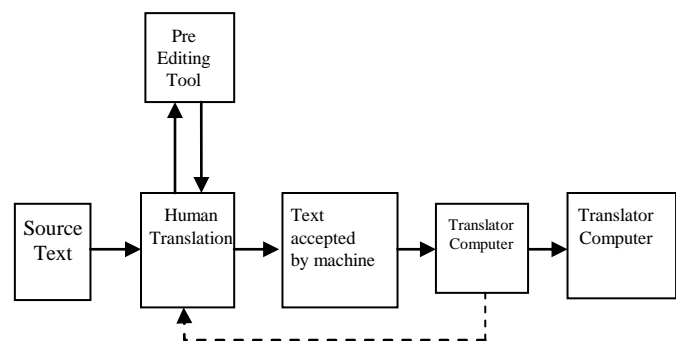 Pre
Editing
Tool
Source
Text
Human
Translation
Text
accepted
by machine
Translator
Computer
Translator
Computer